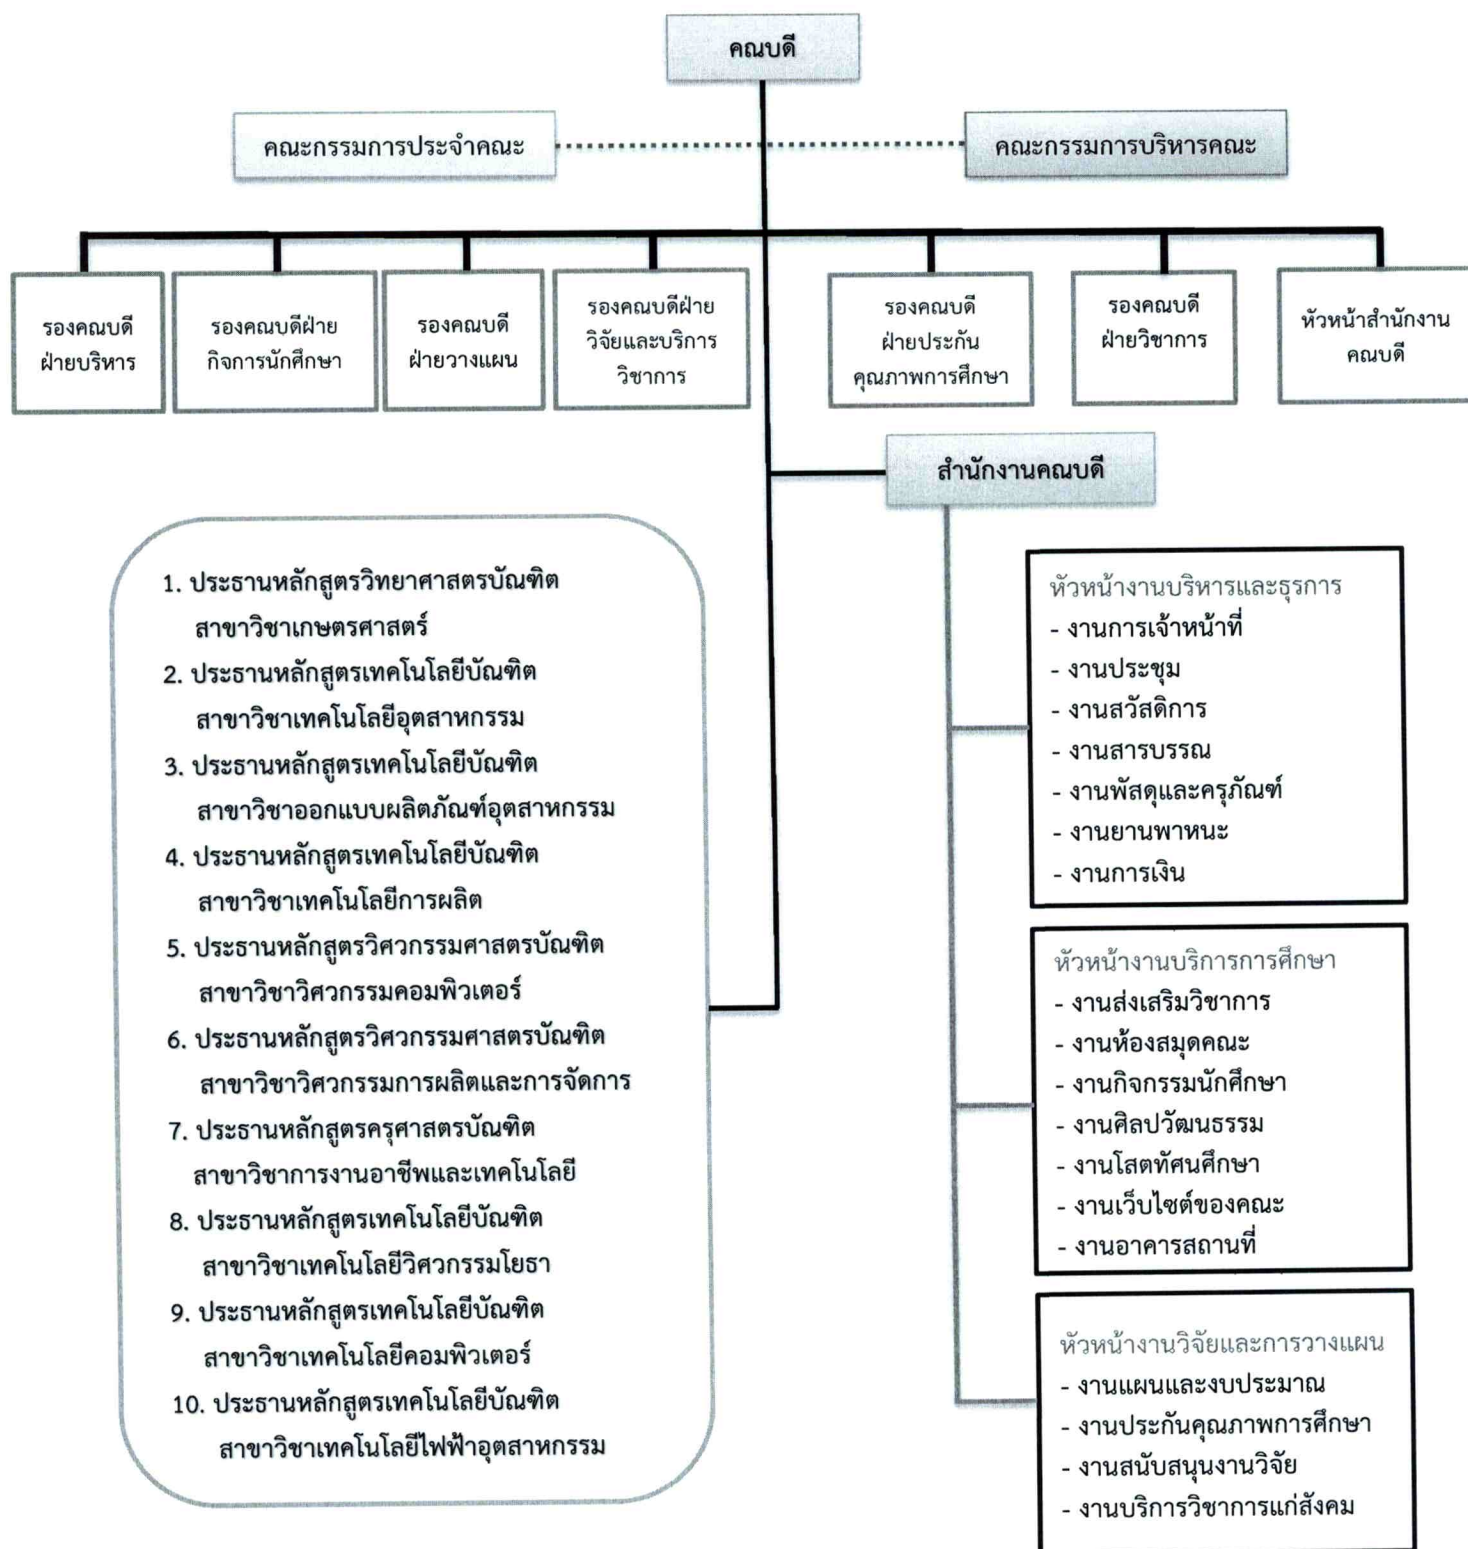 คณบดี
คณะกรรมการประจำคณะ
คณะกรรมการบริหารคณะ
รองคณบดี
ฝ่ายบริหาร
รองคณบดีฝ่าย
กิจการนักศึกษา
รองคณบดี
ฝ่ายวางแผน
รองคณบดีฝ่าย
วิจัยและบริการ
วิชาการ
รองคณบดี
ฝ่ายประกัน
คุณภาพการศึกษา
รองคณบดี
ฝ่ายวิชาการ
หัวหน้าสำนักงาน
คณบดี
สำนักงานคณบดี
1. ประธานหลักสูตรวิทยาศาสตรบัณฑิต
สาขาวิชาเกษตรศาสตร์
2. ประธานหลักสูตรเทคโนโลยีบัณฑิต
สาขาวิชาเทคโนโลยีอุตสาหกรรม
3. ประธานหลักสูตรเทคโนโลยีบัณฑิต
สาขาวิชาออกแบบผลิตภัณฑ์อุตสาหกรรม
4. ประธานหลักสูตรเทคโนโลยีบัณฑิต
สาขาวิชาเทคโนโลยีการผลิต
5. ประธานหลักสูตรวิศวกรรมศาสตรบัณฑิต
สาขาวิชาวิศวกรรมคอมพิวเตอร์
6. ประธานหลักสูตรวิศวกรรมศาสตรบัณฑิต
สาขาวิชาวิศวกรรมการผลิตและการจัดการ
7. ประธานหลักสูตรครุศาสตรบัณฑิต
สาขาวิชาการงานอาชีพและเทคโนโลยี
8. ประธานหลักสูตรเทคโนโลยีบัณฑิต
สาขาวิชาเทคโนโลยีวิศวกรรมโยธา
9. ประธานหลักสูตรเทคโนโลยีบัณฑิต
สาขาวิชาเทคโนโลยีคอมพิวเตอร์
10. ประธานหลักสูตรเทคโนโลยีบัณฑิต
สาขาวิชาเทคโนโลยีไฟฟ้าอุตสาหกรรม
หัวหน้างานบริหารและธุรการ
- งานการเจ้าหน้าที่
- งานประชุม
- งานสวัสดิการ
- งานสารบรรณ
- งานพัสดุและครุภัณฑ์
- งานยานพาหนะ
- งานการเงิน
หัวหน้างานบริการการศึกษา
- งานส่งเสริมวิชาการ
- งานห้องสมุดคณะ
- งานกิจกรรมนักศึกษา
- งานศิลปวัฒนธรรม
- งานโสตทัศนศึกษา
- งานเว็บไซต์ของคณะ
- งานอาคารสถานที่
หัวหน้างานวิจัยและการวางแผน
- งานแผนและงบประมาณ
- งานประกันคุณภาพการศึกษา
- งานสนับสนุนงานวิจัย
- งานบริการวิชาการแก่สังคม